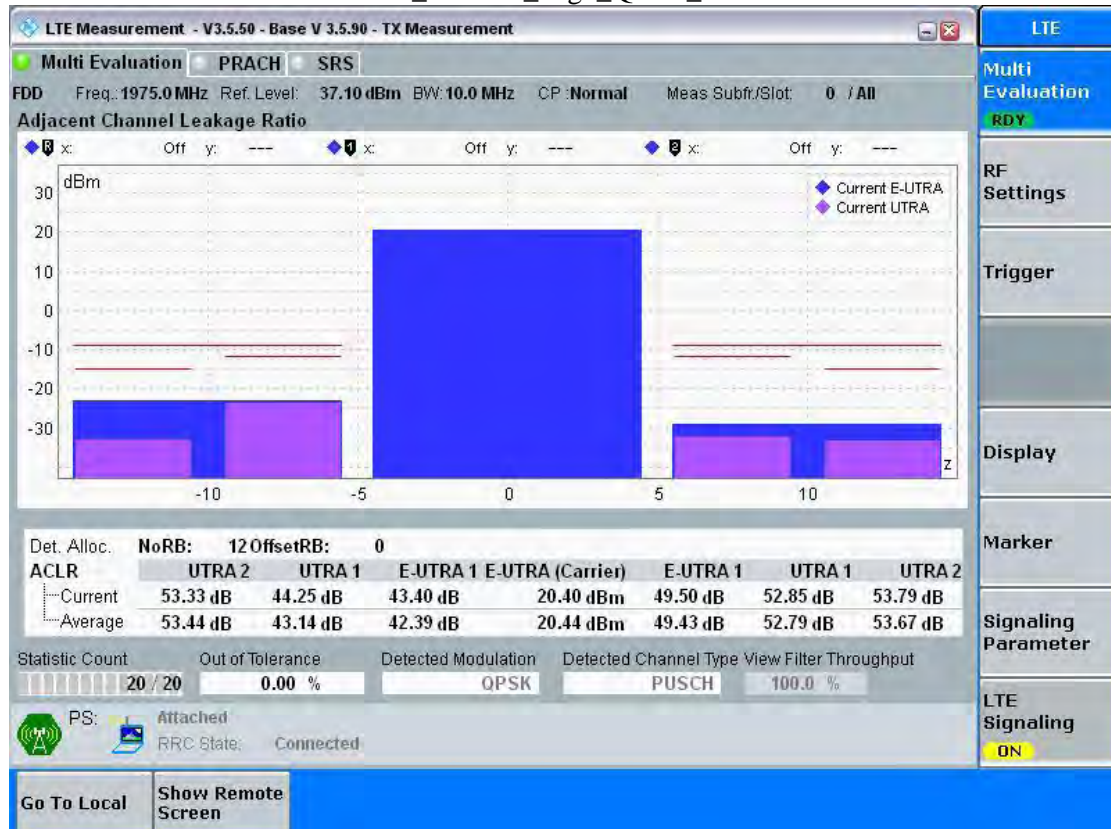 LTE Measurement - V3.5.50 - Base V 3.5.90 - TX Measurement
LTE
Multi Evaluation PRACH SRS
FDD Freq.: 1975.0 MHz Ref. Level: 37.10 dBm BW: 10.0 MHz CP :Normal Meas Subfr./Slot: 0 / All
Adjacent Channel Leakage Ratio
R x: Off y: --- 1 x: Off y: --- 2 x: Off y: ---
dBm
Current E-UTRA
Current UTRA
30
20
10
0
-10
-20
-30
z
-10 -5 0 5 10
Det. Alloc. NoRB: 12 OffsetRB: 0
ACLR UTRA 2 UTRA 1 E-UTRA 1 E-UTRA (Carrier) E-UTRA 1 UTRA 1 UTRA 2
Current 53.33 dB 44.25 dB 43.40 dB 20.40 dBm 49.50 dB 52.85 dB 53.79 dB
Average 53.44 dB 43.14 dB 42.39 dB 20.44 dBm 49.43 dB 52.79 dB 53.67 dB
Statistic Count Out of Tolerance Detected Modulation Detected Channel Type View Filter Throughput
20 / 20 0.00 % QPSK PUSCH 100.0 %
PS: Attached
RRC State: Connected
Multi
Evaluation
RDY
RF
Settings
Trigger
Display
Marker
Signaling
Parameter
LTE
Signaling
ON
Go To Local
Show Remote
Screen